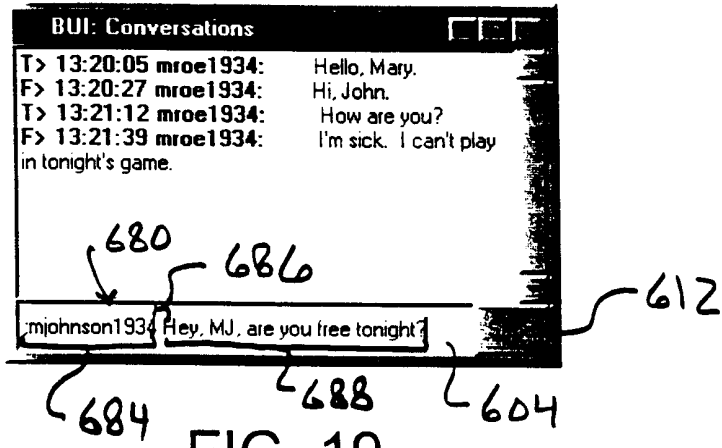 BUI: Conversations
T> 13:20:05 mroe1934: Hello, Mary.
F> 13:20:27 mroe1934: Hi, John.
T> 13:21:12 mroe1934: How are you?
F> 13:21:39 mroe1934: I'm sick. I can't play
in tonight's game.
680
686
612
:mjohnson1934 Hey, MJ, are you free tonight?
684
688
604
FIG. 19